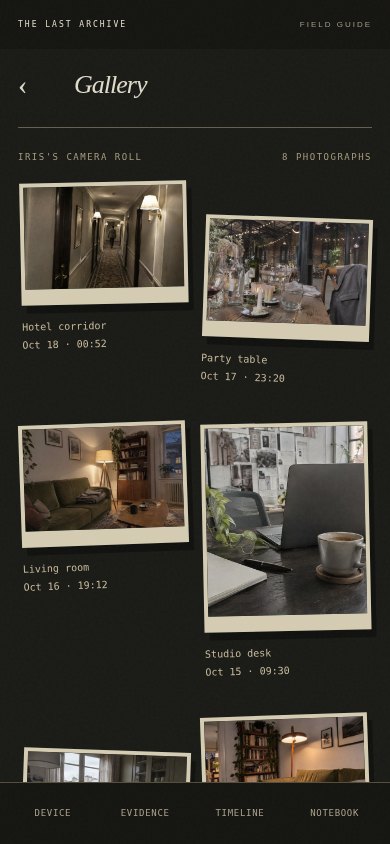 THE LAST ARCHIVE
FIELD GUIDE
‹ Gallery
IRIS'S CAMERA ROLL
8 PHOTOGRAPHS
Hotel corridor
Oct 18 · 00:52
Party table
Oct 17 · 23:20
Living room
Oct 16 · 19:12
Studio desk
Oct 15 · 09:30
DEVICE
EVIDENCE
TIMELINE
NOTEBOOK